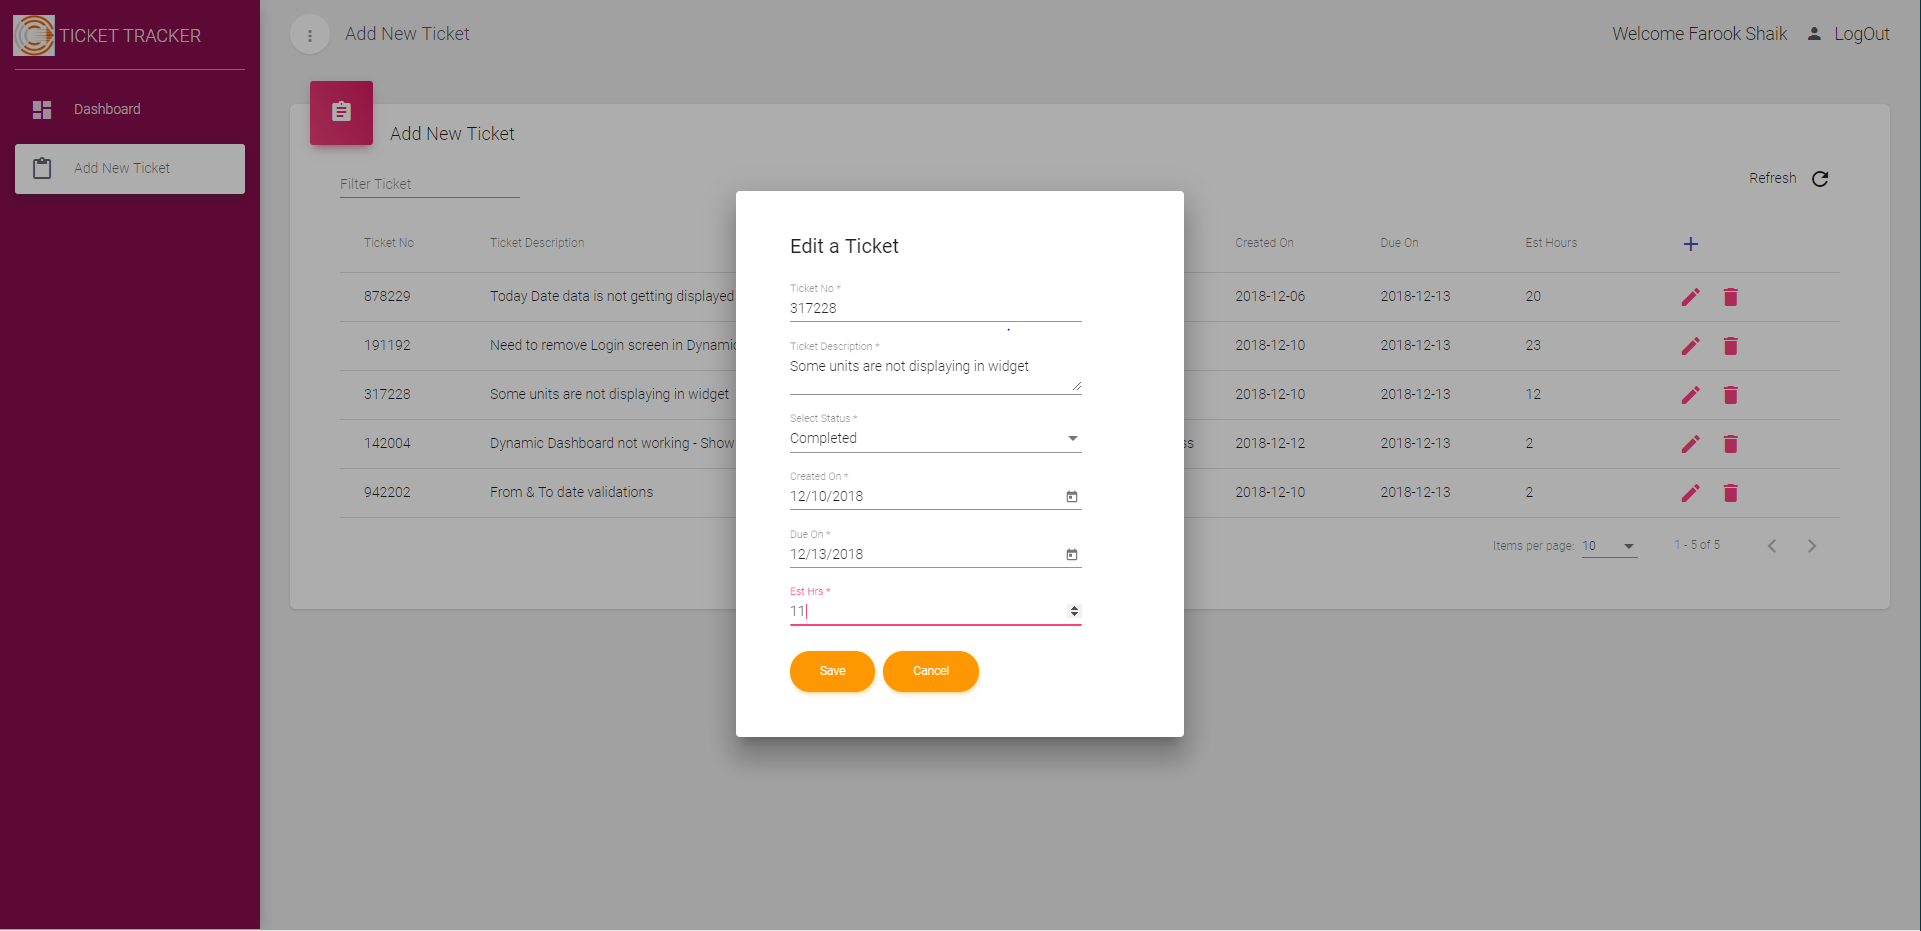 TICKET TRACKER
Dashboard
Add New Ticket
Add New Ticket
Welcome Farook Shaik
LogOut
Add New Ticket
Filter Ticket
Refresh
Ticket No Ticket Description Created On Due On Est Hours
878229 Today Date data is not getting displayed 2018-12-06 2018-12-13 20
191192 Need to remove Login screen in 2018-12-10 2018-12-13 23
317228 Some units are not displaying in widget 2018-12-10 2018-12-13 12
142004 Dynamic Dashboard not working - Show 2018-12-12 2018-12-13 2
942202 From & To date validations 2018-12-10 2018-12-13 2
Items per page: 10 1 - 5 of 5
Edit a Ticket
Ticket No *
317228
Ticket Description *
Some units are not displaying in widget
Select Status *
Completed
Created On *
12/10/2018
Due On *
12/13/2018
Est Hrs *
11
Save Cancel